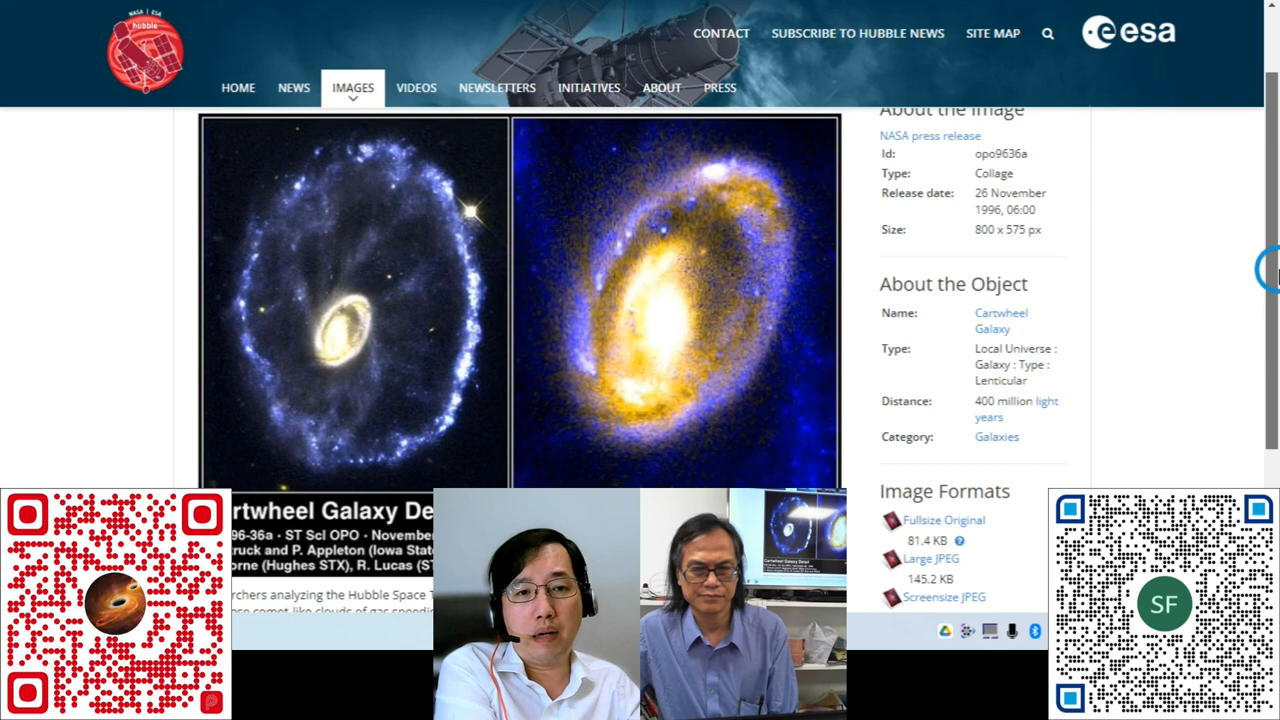 NASA | ESA
hubble
CONTACT
SUBSCRIBE TO HUBBLE NEWS
SITE MAP
esa
HOME
NEWS
IMAGES
VIDEOS
NEWSLETTERS
INITIATIVES
ABOUT
PRESS
About the Image
NASA press release
Id: opo9636a
Type: Collage
Release date: 26 November
1996, 06:00
Size: 800 x 575 px
About the Object
Name: Cartwheel
Galaxy
Type: Local Universe :
Galaxy : Type :
Lenticular
Distance: 400 million light
years
Category: Galaxies
Image Formats
Fullsize Original
81.4 KB ?
Large JPEG
145.2 KB
Screensize JPEG
rtwheel Galaxy De
96-36a · ST ScI OPO · November
truck and P. Appleton (Iowa Stat
orne (Hughes STX), R. Lucas (ST
rchers analyzing the Hubble Space T
SF